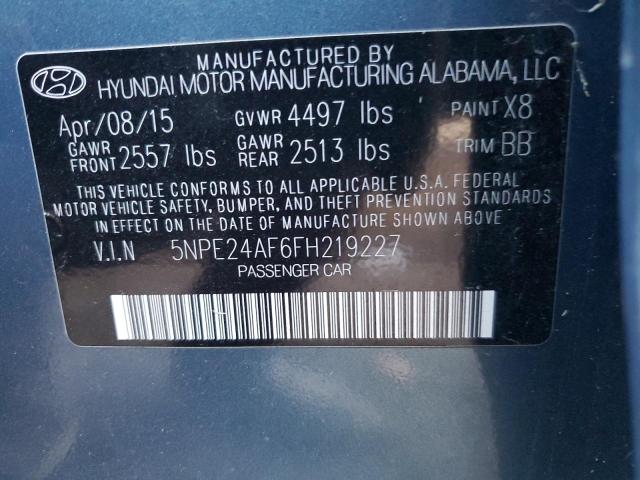 MANUFACTURED BY
HYUNDAI MOTOR MANUFACTURING ALABAMA, LLC
Apr/08/15 GVWR 4497 lbs PAINT X8
GAWR FRONT 2557 lbs GAWR REAR 2513 lbs TRIM BB
THIS VEHICLE CONFORMS TO ALL APPLICABLE U.S.A. FEDERAL
MOTOR VEHICLE SAFETY, BUMPER, AND THEFT PREVENTION STANDARDS
IN EFFECT ON THE DATE OF MANUFACTURE SHOWN ABOVE.
V.I.N 5NPE24AF6FH219227
PASSENGER CAR